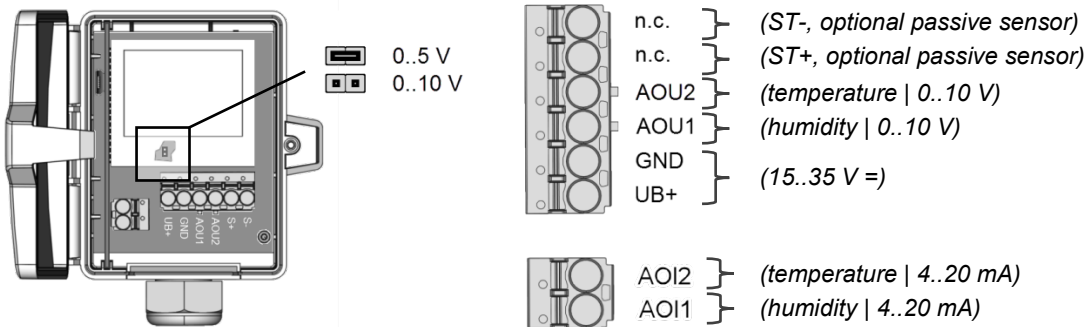 0..5 V
0..10 V
UB+
GND
AOU1
AOU2
S+
S-
n.c. (ST-, optional passive sensor)
n.c. (ST+, optional passive sensor)
AOU2 (temperature | 0..10 V)
AOU1 (humidity | 0..10 V)
GND
UB+ (15..35 V =)
AOI2 (temperature | 4..20 mA)
AOI1 (humidity | 4..20 mA)